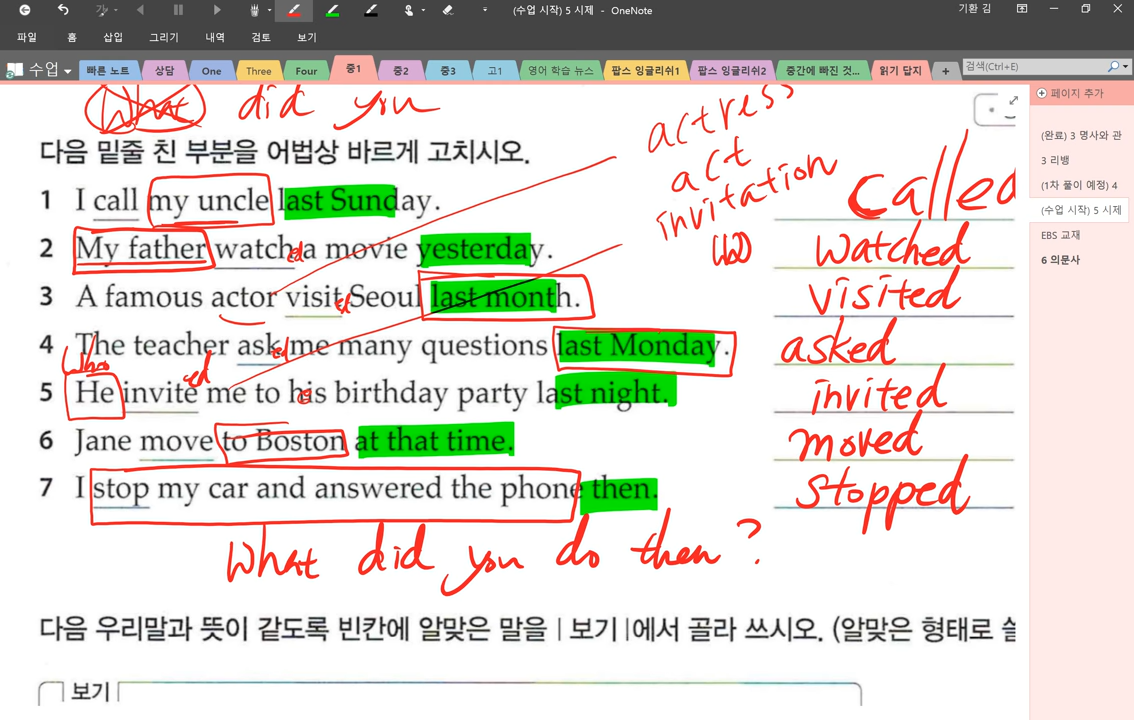 (수업 시작) 5 시제 - OneNote
기환 김
파일 홈 삽입 그리기 내역 검토 보기
수업 빠른 노트 상담 One Three Four 중1 중2 중3 고1 영어 학습 뉴스 팝스 잉글리쉬1 팝스 잉글리쉬2 중간에 빠진 것... 읽기 답지 +
검색(Ctrl+E)
페이지 추가
(완료) 3 명사와 관
3 리뱅
(1차 풀이 예정) 4
(수업 시작) 5 시제
EBS 교재
6 의문사
What did you
actress
act
invitation
다음 밑줄 친 부분을 어법상 바르게 고치시오.
1 I call my uncle last Sunday. called
2 My father watched a movie yesterday. watched
3 A famous actor visited Seoul last month. visited
4 The teacher asked me many questions last Monday. asked
Who
5 He invite ed me to his birthday party last night. invited
6 Jane move to Boston at that time. moved
7 I stop my car and answered the phone then. stopped
What did you do then?
다음 우리말과 뜻이 같도록 빈칸에 알맞은 말을 |보기|에서 골라 쓰시오. (알맞은 형태로
보기